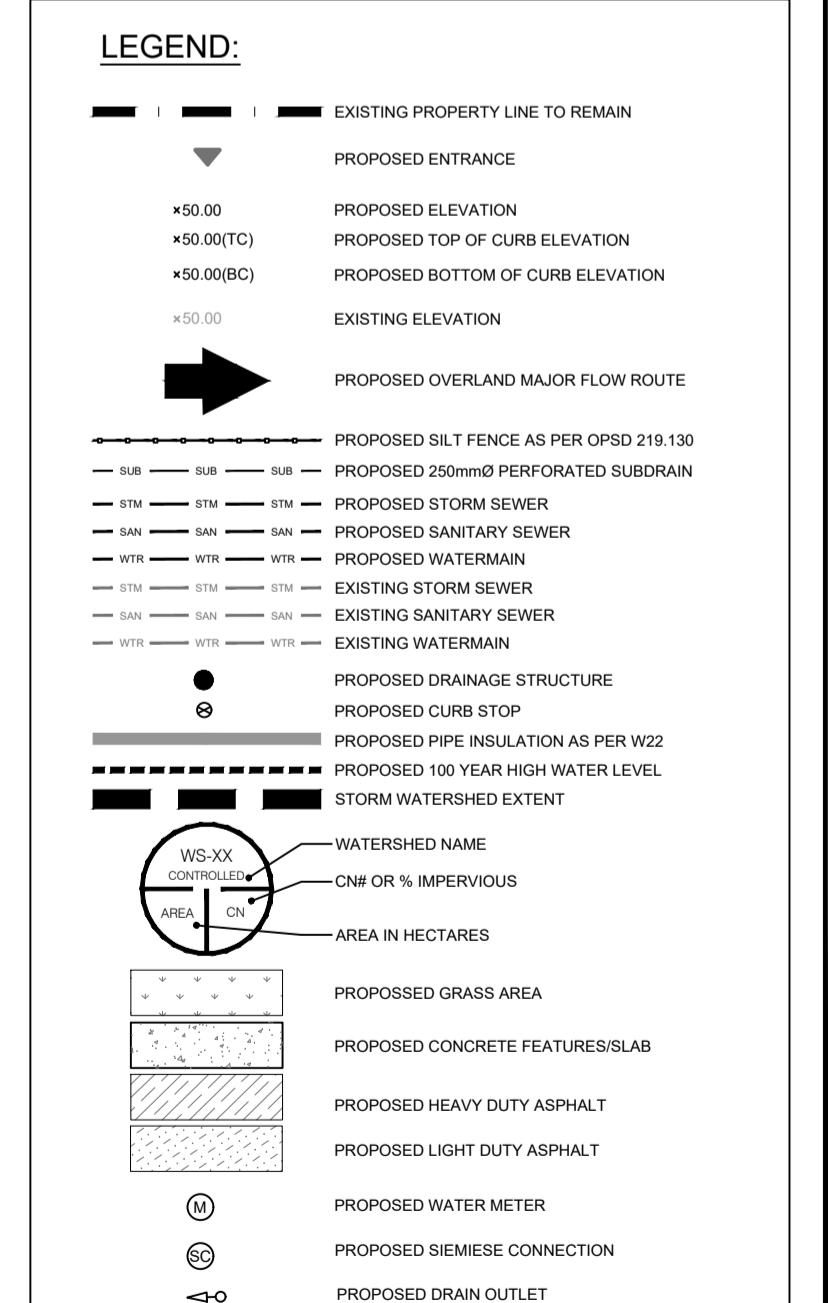 LEGEND:
EXISTING PROPERTY LINE TO REMAIN
PROPOSED ENTRANCE
×50.00 PROPOSED ELEVATION
×50.00(TC) PROPOSED TOP OF CURB ELEVATION
×50.00(BC) PROPOSED BOTTOM OF CURB ELEVATION
×50.00 EXISTING ELEVATION
PROPOSED OVERLAND MAJOR FLOW ROUTE
PROPOSED SILT FENCE AS PER OPSD 219.130
SUB SUB SUB PROPOSED 250mmØ PERFORATED SUBDRAIN
STM STM STM PROPOSED STORM SEWER
SAN SAN SAN PROPOSED SANITARY SEWER
WTR WTR WTR PROPOSED WATERMAIN
STM STM STM EXISTING STORM SEWER
SAN SAN SAN EXISTING SANITARY SEWER
WTR WTR WTR EXISTING WATERMAIN
PROPOSED DRAINAGE STRUCTURE
PROPOSED CURB STOP
PROPOSED PIPE INSULATION AS PER W22
PROPOSED 100 YEAR HIGH WATER LEVEL
STORM WATERSHED EXTENT
WATERSHED NAME
WS-XX
CONTROLLED
CN# OR % IMPERVIOUS
AREA CN
AREA IN HECTARES
PROPOSSED GRASS AREA
PROPOSED CONCRETE FEATURES/SLAB
PROPOSED HEAVY DUTY ASPHALT
PROPOSED LIGHT DUTY ASPHALT
M PROPOSED WATER METER
SC PROPOSED SIEMIESE CONNECTION
PROPOSED DRAIN OUTLET